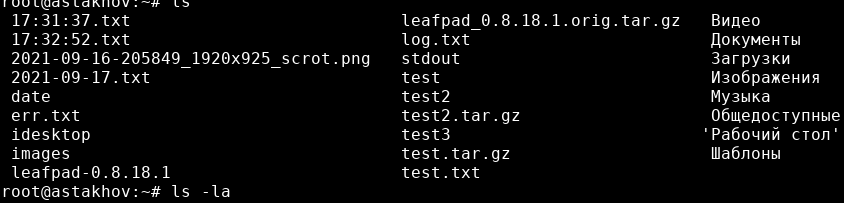 root@astakhov:~# ls
17:31:37.txt leafpad_0.8.18.1.orig.tar.gz Видео
17:32:52.txt log.txt Документы
2021-09-16-205849_1920x925_scrot.png stdout Загрузки
2021-09-17.txt test Изображения
date test2 Музыка
err.txt test2.tar.gz Общедоступные
idesktop test3 'Рабочий стол'
images test.tar.gz Шаблоны
leafpad-0.8.18.1 test.txt
root@astakhov:~# ls -la